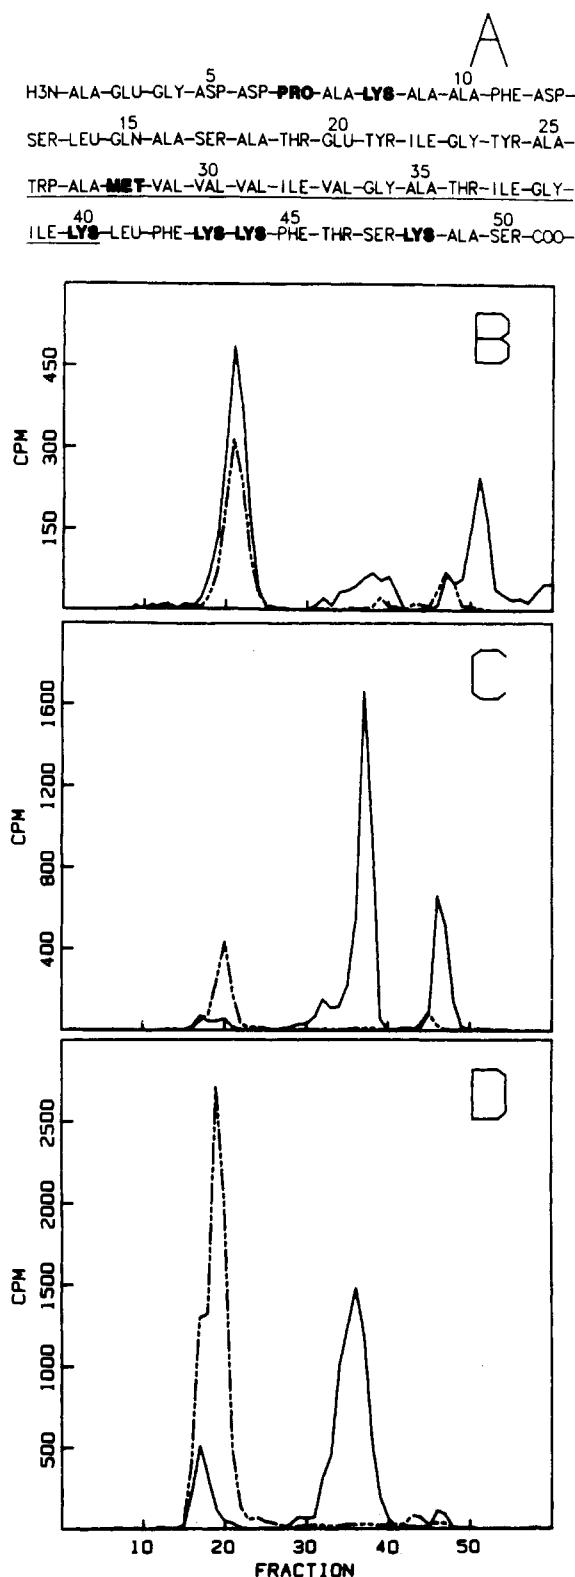 A
5 10
H3N-ALA-GLU-GLY-ASP-ASP-PRO-ALA-LYS-ALA-ALA-PHE-ASP-
15 20 25
SER-LEU-GLN-ALA-SER-ALA-THR-GLU-TYR-ILE-GLY-TYR-ALA-
30 35
TRP-ALA-MET-VAL-VAL-VAL-ILE-VAL-GLY-ALA-THR-ILE-GLY-
40 45 50
ILE-LYS-LEU-PHE-LYS-LYS-PHE-THR-SER-LYS-ALA-SER-COO-
B
CPM
450
300
150
C
CPM
1600
1200
800
400
D
CPM
2500
2000
1500
1000
500
10 20 30 40 50
FRACTION